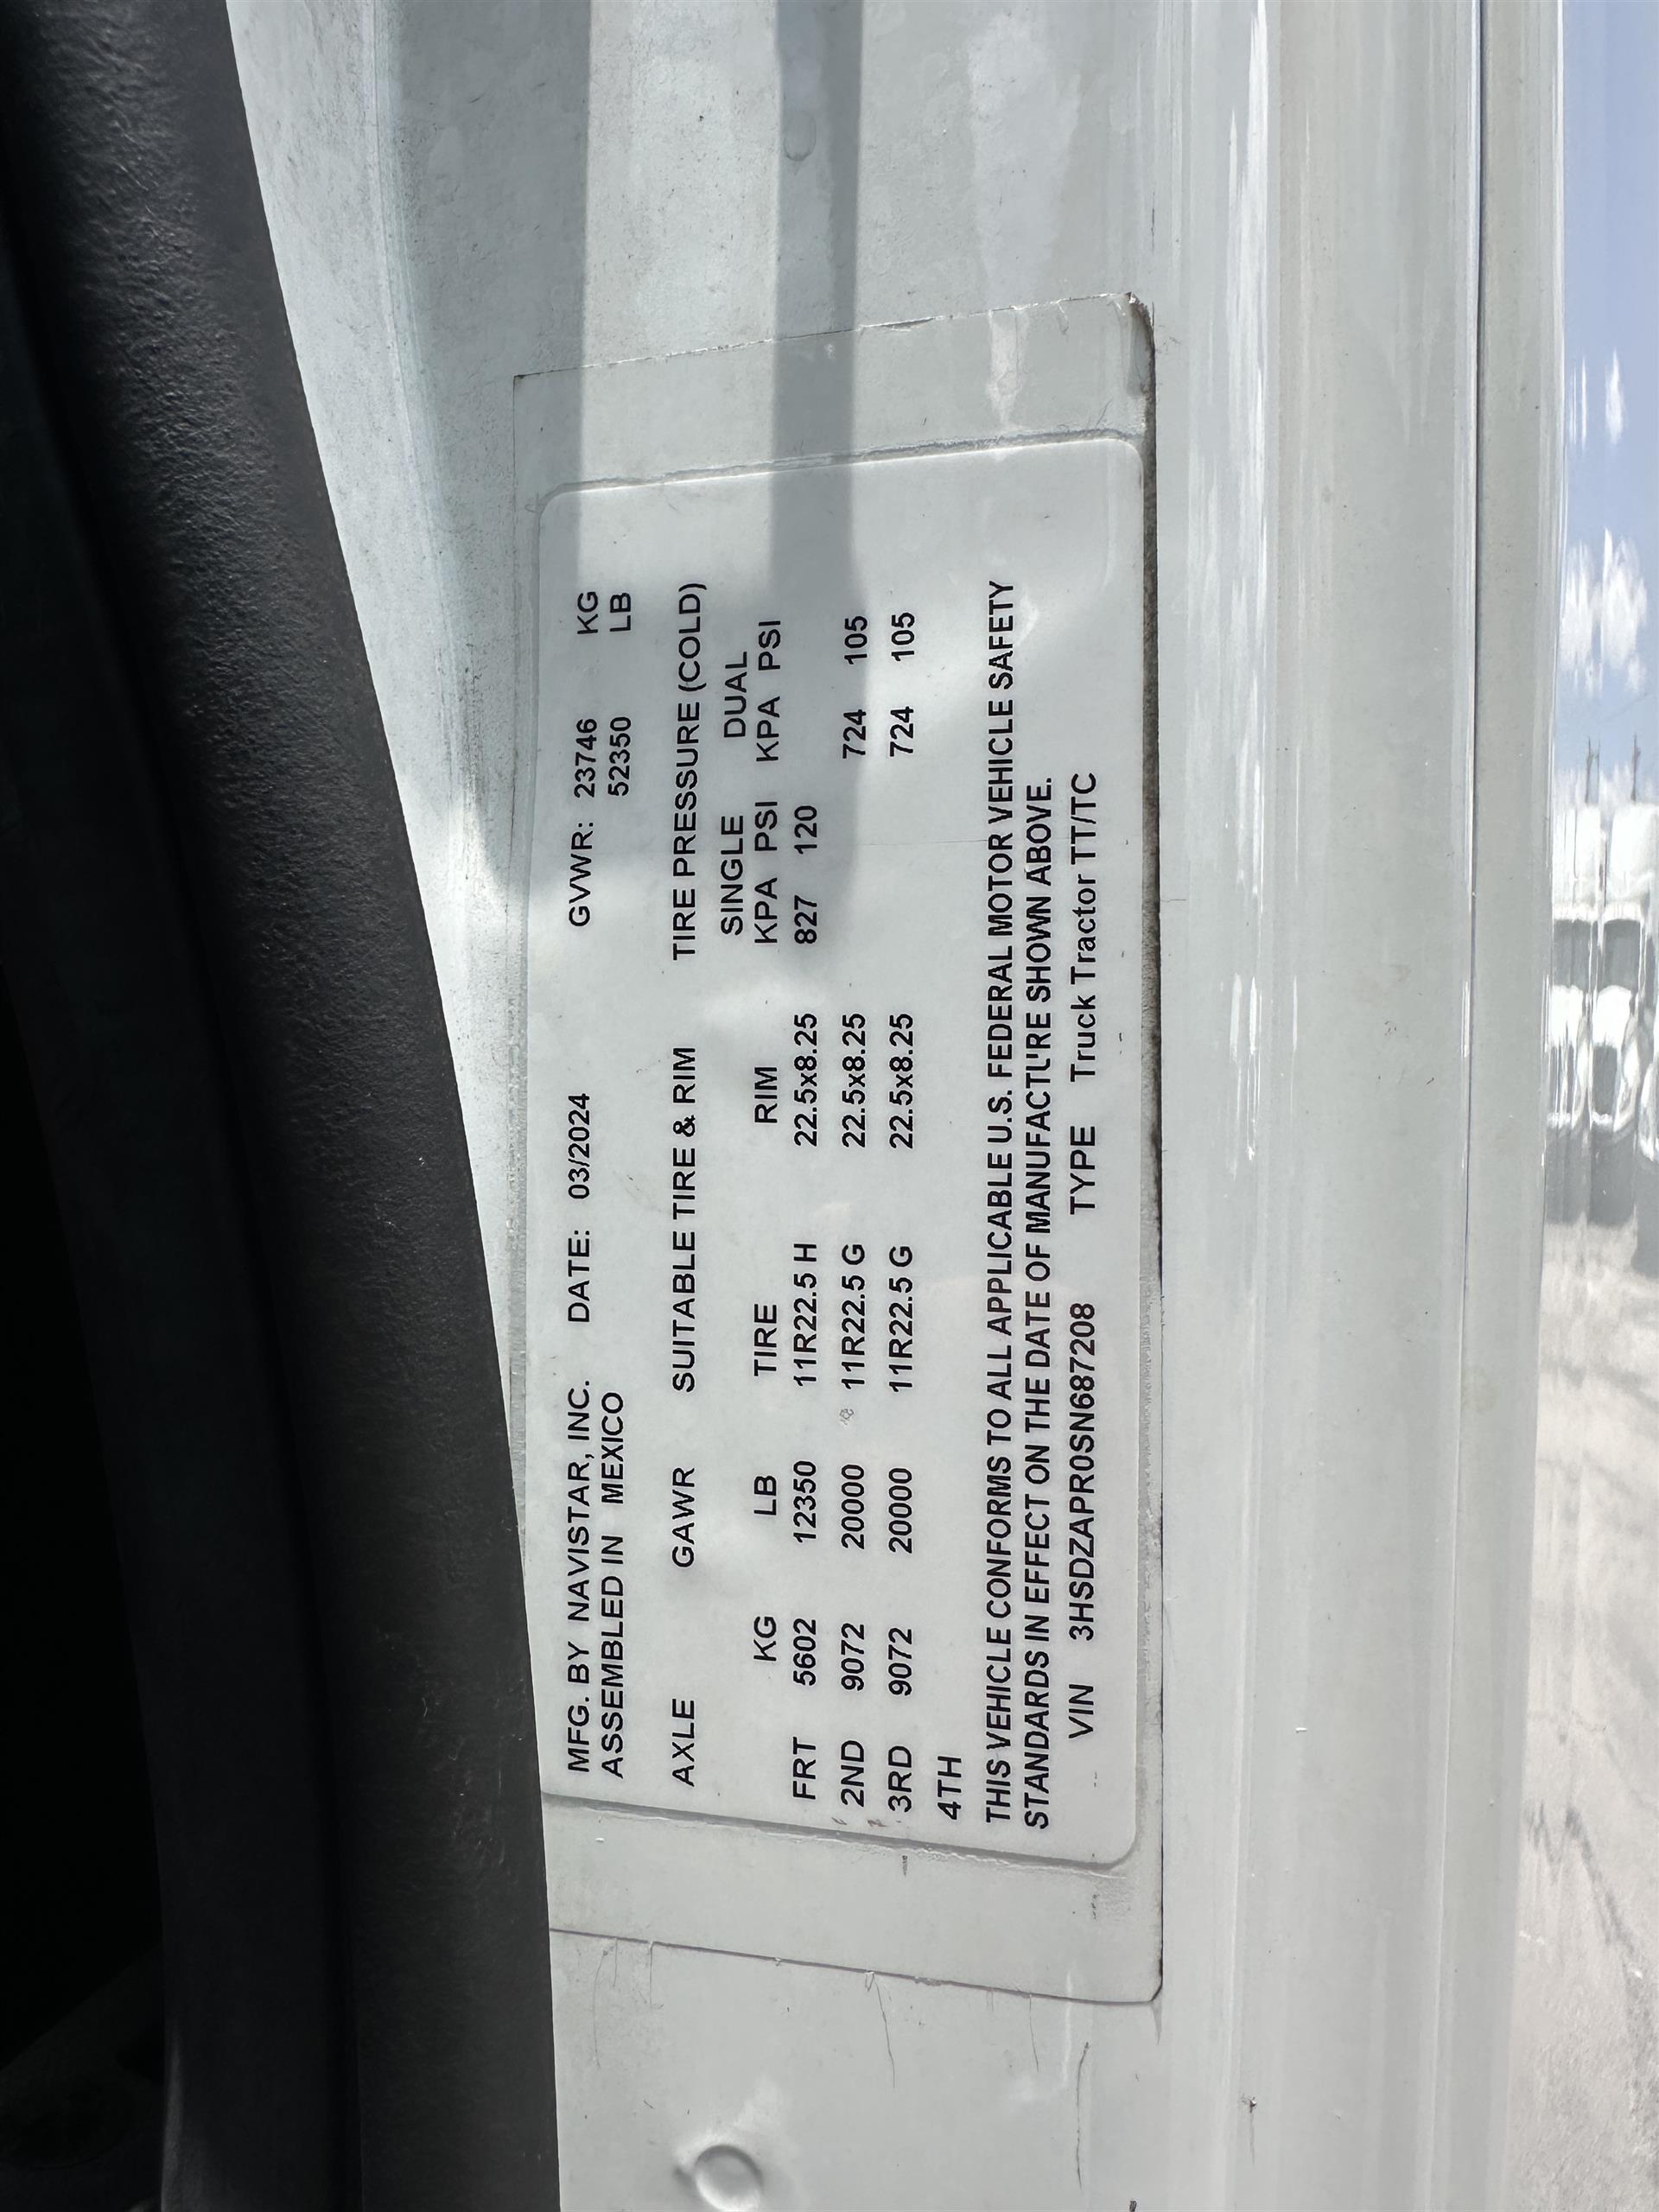 MFG. BY NAVISTAR, INC. DATE: 03/2024 GVWR: 23746 KG
ASSEMBLED IN MEXICO 52350 LB
AXLE GAWR SUITABLE TIRE & RIM TIRE PRESSURE (COLD)
SINGLE DUAL
KG LB TIRE RIM KPA PSI KPA PSI
FRT 5602 12350 11R22.5 H 22.5x8.25 827 120
2ND 9072 20000 11R22.5 G 22.5x8.25 724 105
3RD 9072 20000 11R22.5 G 22.5x8.25 724 105
4TH
THIS VEHICLE CONFORMS TO ALL APPLICABLE U.S. FEDERAL MOTOR VEHICLE SAFETY
STANDARDS IN EFFECT ON THE DATE OF MANUFACTURE SHOWN ABOVE.
VIN 3HSDZAPR0SN687208 TYPE Truck Tractor TT/TC